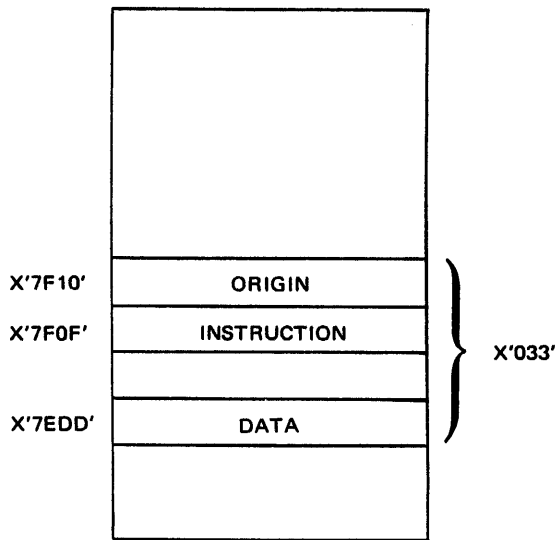 X'7F10' ORIGIN
X'7F0F' INSTRUCTION
X'033'
X'7EDD' DATA